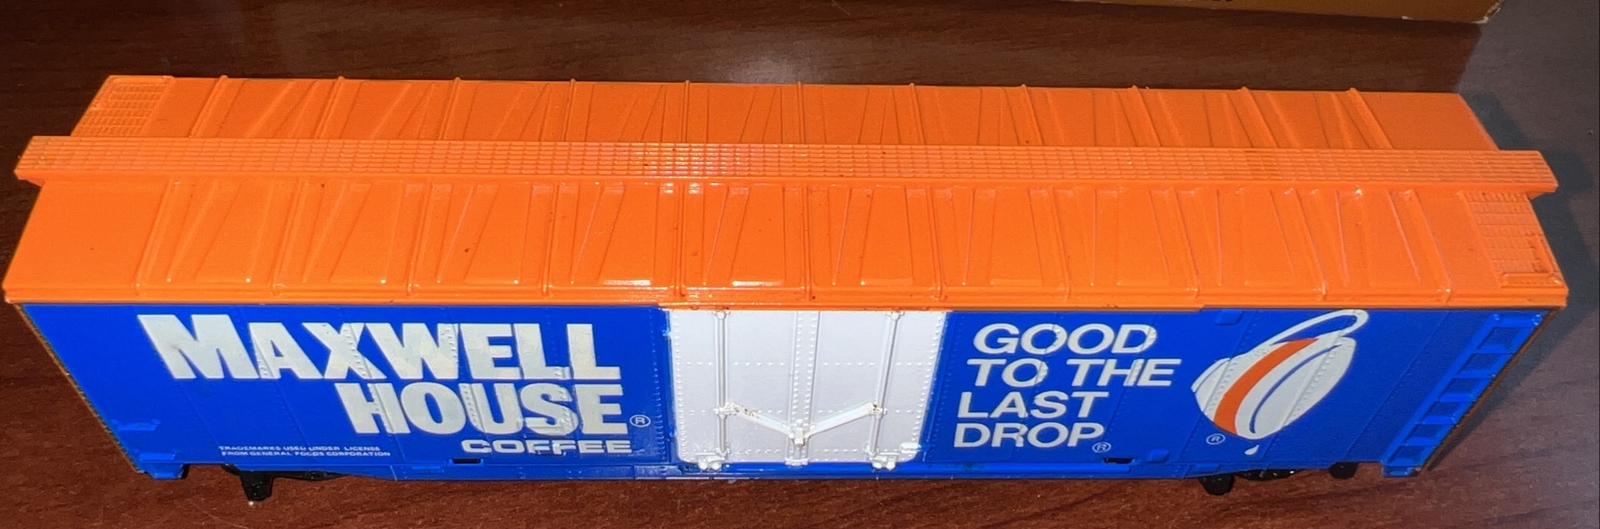 MAXWELL
HOUSE®
COFFEE
TRADEMARKS USED UNDER LICENSE
FROM GENERAL FOODS CORPORATION
GOOD
TO THE
LAST
DROP®
®